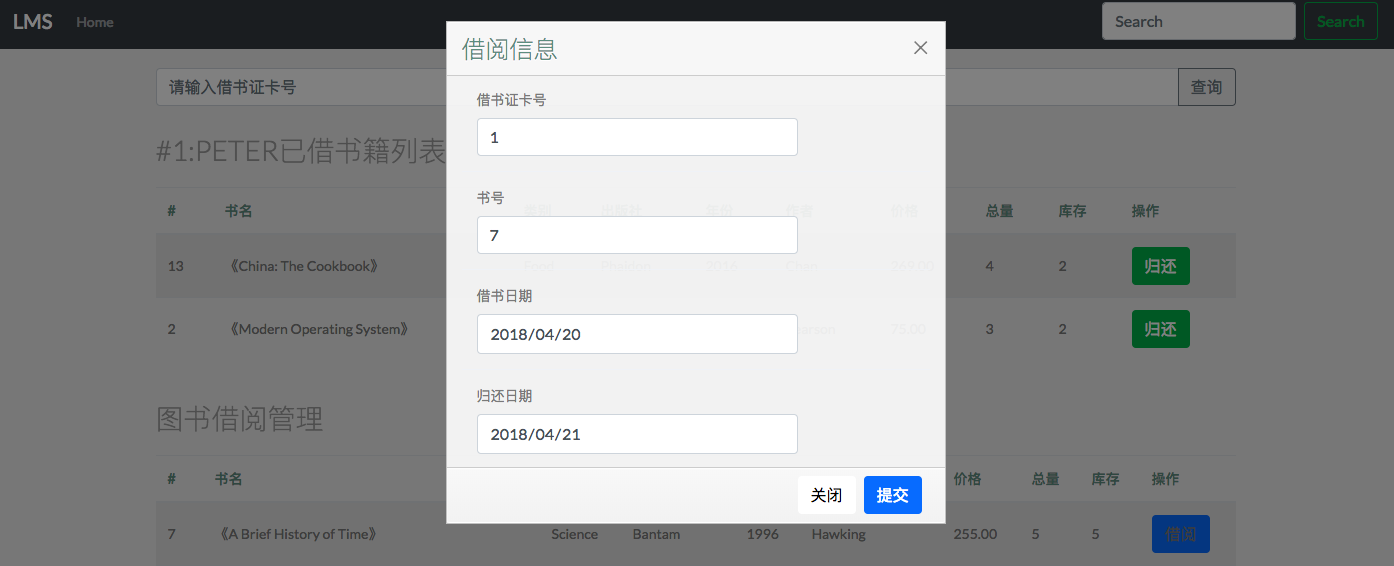 LMS Home Search Search
借阅信息 ×
请输入借书证卡号 查询
借书证卡号
1
#1:PETER已借书籍列表
书号
# 书名 类别 出版社 年份 作者 价格 总量 库存 操作
7
13 《China: The Cookbook》 Food 2016 Chan 4 2 归还
借书日期
2018/04/20
2 《Modern Operating System》 75.00 3 2 归还
归还日期
2018/04/21
图书借阅管理
# 书名 价格 总量 库存 操作
关闭 提交
7 《A Brief History of Time》 Science Bantam 1996 Hawking 255.00 5 5 借阅